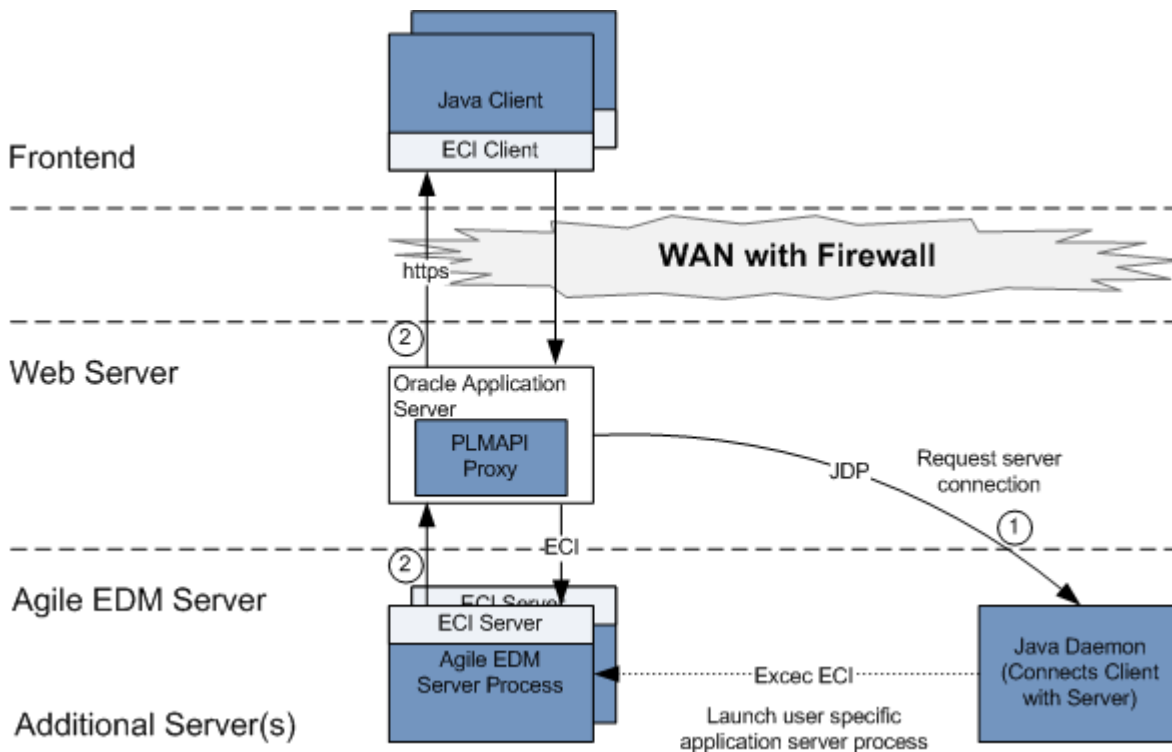 Java Client
ECI Client
Frontend
WAN with Firewall
https
2
Web Server
Oracle Application
Server
PLMAPI
Proxy
JDP
Request server
connection
1
ECI
2
Agile EDM Server
ECI Server
ECI Server
Agile EDM
Server Process
Excec ECI
Java Daemon
(Connects Client
with Server)
Launch user specific
application server process
Additional Server(s)